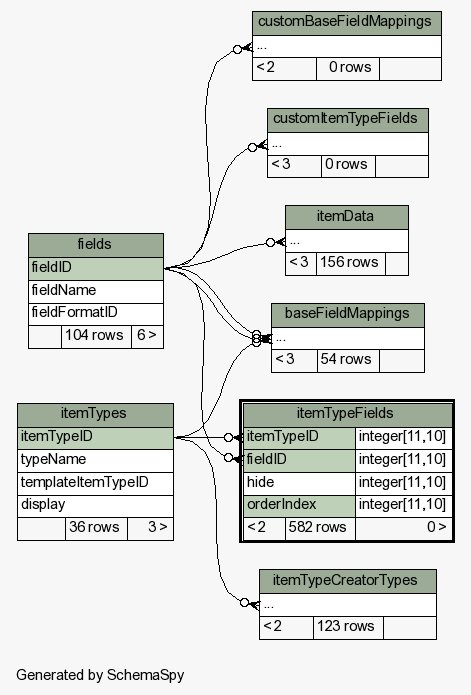 customBaseFieldMappings
...
< 2 0 rows
customItemTypeFields
...
< 3 0 rows
itemData
...
< 3 156 rows
fields
fieldID
fieldName
fieldFormatID
104 rows 6 >
baseFieldMappings
...
< 3 54 rows
itemTypes
itemTypeID
typeName
templateItemTypeID
display
36 rows 3 >
itemTypeFields
itemTypeID integer[11,10]
fieldID integer[11,10]
hide integer[11,10]
orderIndex integer[11,10]
< 2 582 rows 0 >
itemTypeCreatorTypes
...
< 2 123 rows
Generated by SchemaSpy